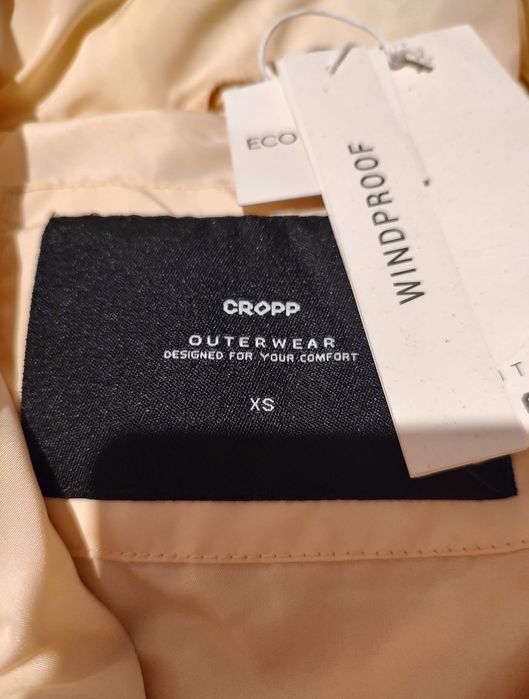 ECO
WINDPROOF
CROPP
OUTERWEAR
DESIGNED FOR YOUR COMFORT
XS